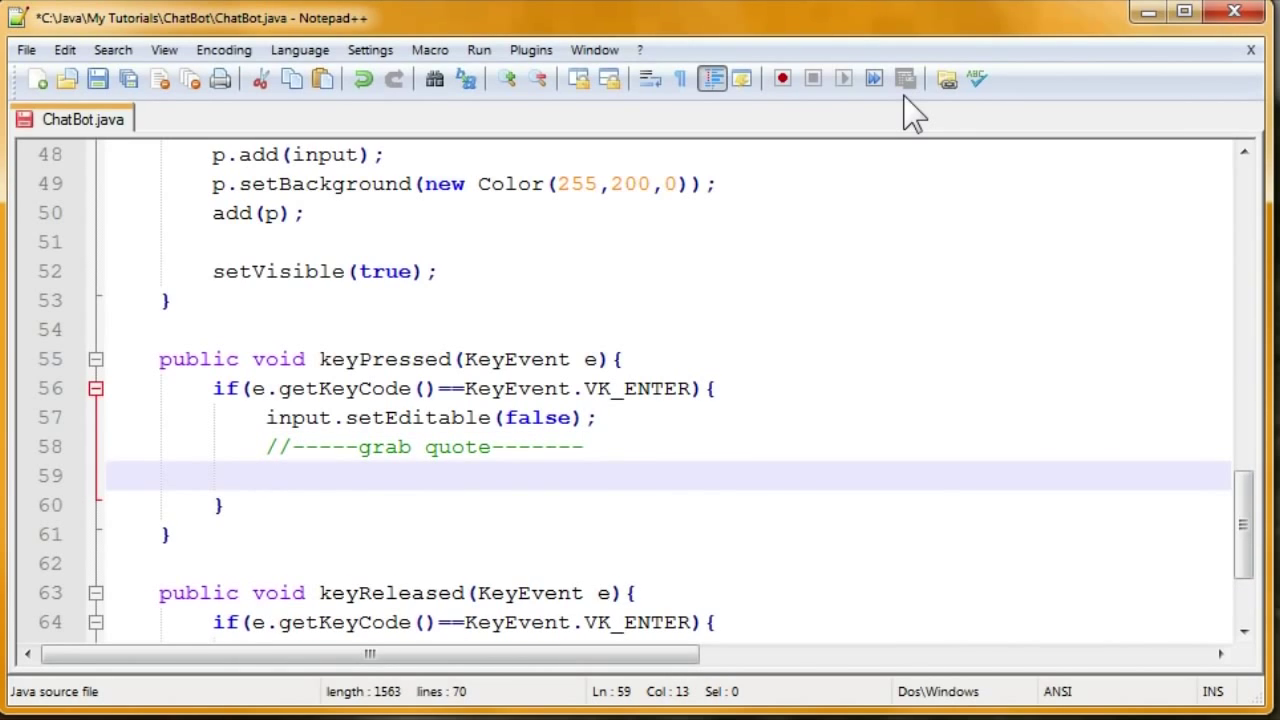 *C:\Java\My Tutorials\ChatBot\ChatBot.java - Notepad++
File Edit Search View Encoding Language Settings Macro Run Plugins Window ? X
ABC
ChatBot.java
48 p.add(input);
49 p.setBackground(new Color(255,200,0));
50 add(p);
51
52 setVisible(true);
53 }
54
55 public void keyPressed(KeyEvent e){
56 if(e.getKeyCode()==KeyEvent.VK_ENTER){
57 input.setEditable(false);
58 //-----grab quote-------
59
60 }
61 }
62
63 public void keyReleased(KeyEvent e){
64 if(e.getKeyCode()==KeyEvent.VK_ENTER){
Java source file length : 1563 lines : 70 Ln : 59 Col : 13 Sel : 0 Dos\Windows ANSI INS